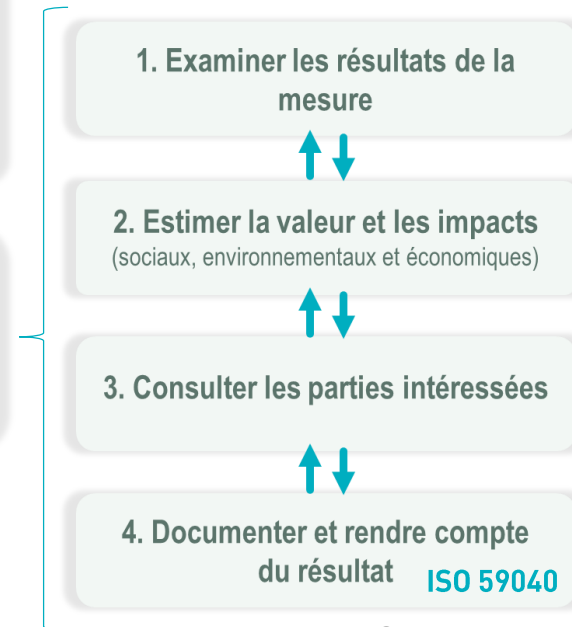 1. Examiner les résultats de la
mesure
2. Estimer la valeur et les impacts
(sociaux, environnementaux et économiques)
3. Consulter les parties intéressées
4. Documenter et rendre compte
du résultat ISO 59040